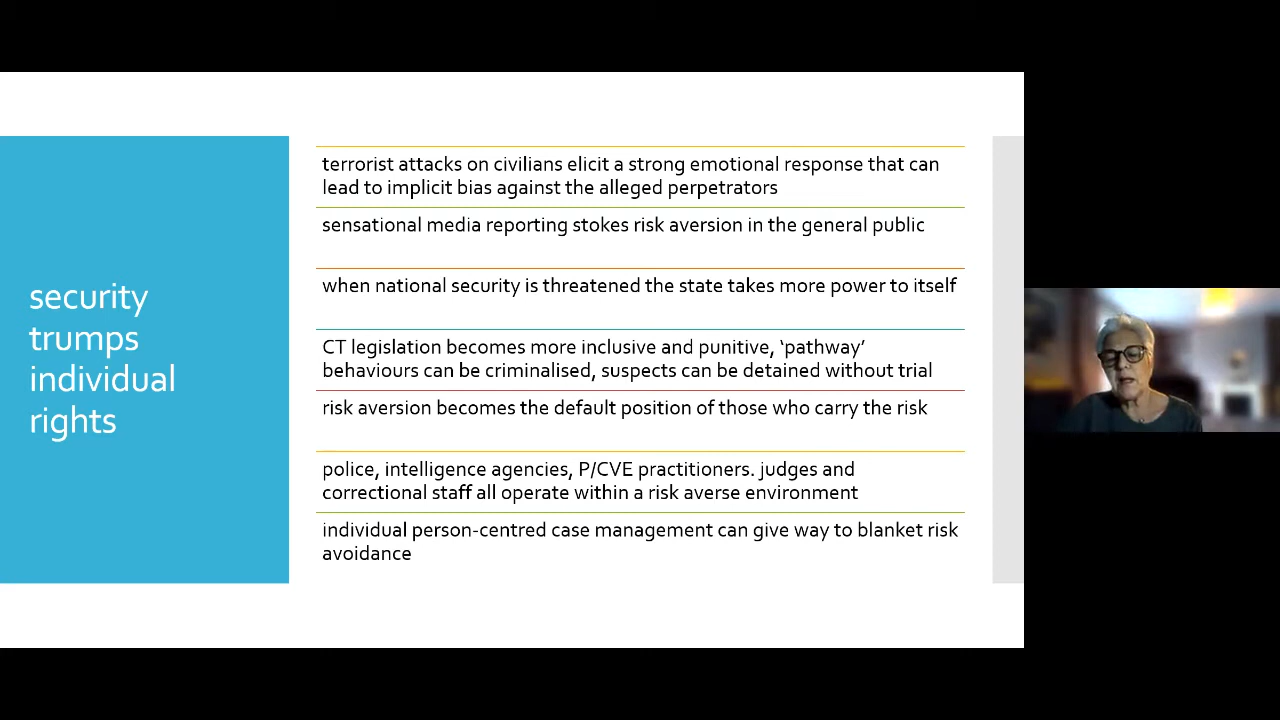 security
trumps
individual
rights
terrorist attacks on civilians elicit a strong emotional response that can
lead to implicit bias against the alleged perpetrators
sensational media reporting stokes risk aversion in the general public
when national security is threatened the state takes more power to itself
CT legislation becomes more inclusive and punitive, ‘pathway’
behaviours can be criminalised, suspects can be detained without trial
risk aversion becomes the default position of those who carry the risk
police, intelligence agencies, P/CVE practitioners. judges and
correctional staff all operate within a risk averse environment
individual person-centred case management can give way to blanket risk
avoidance